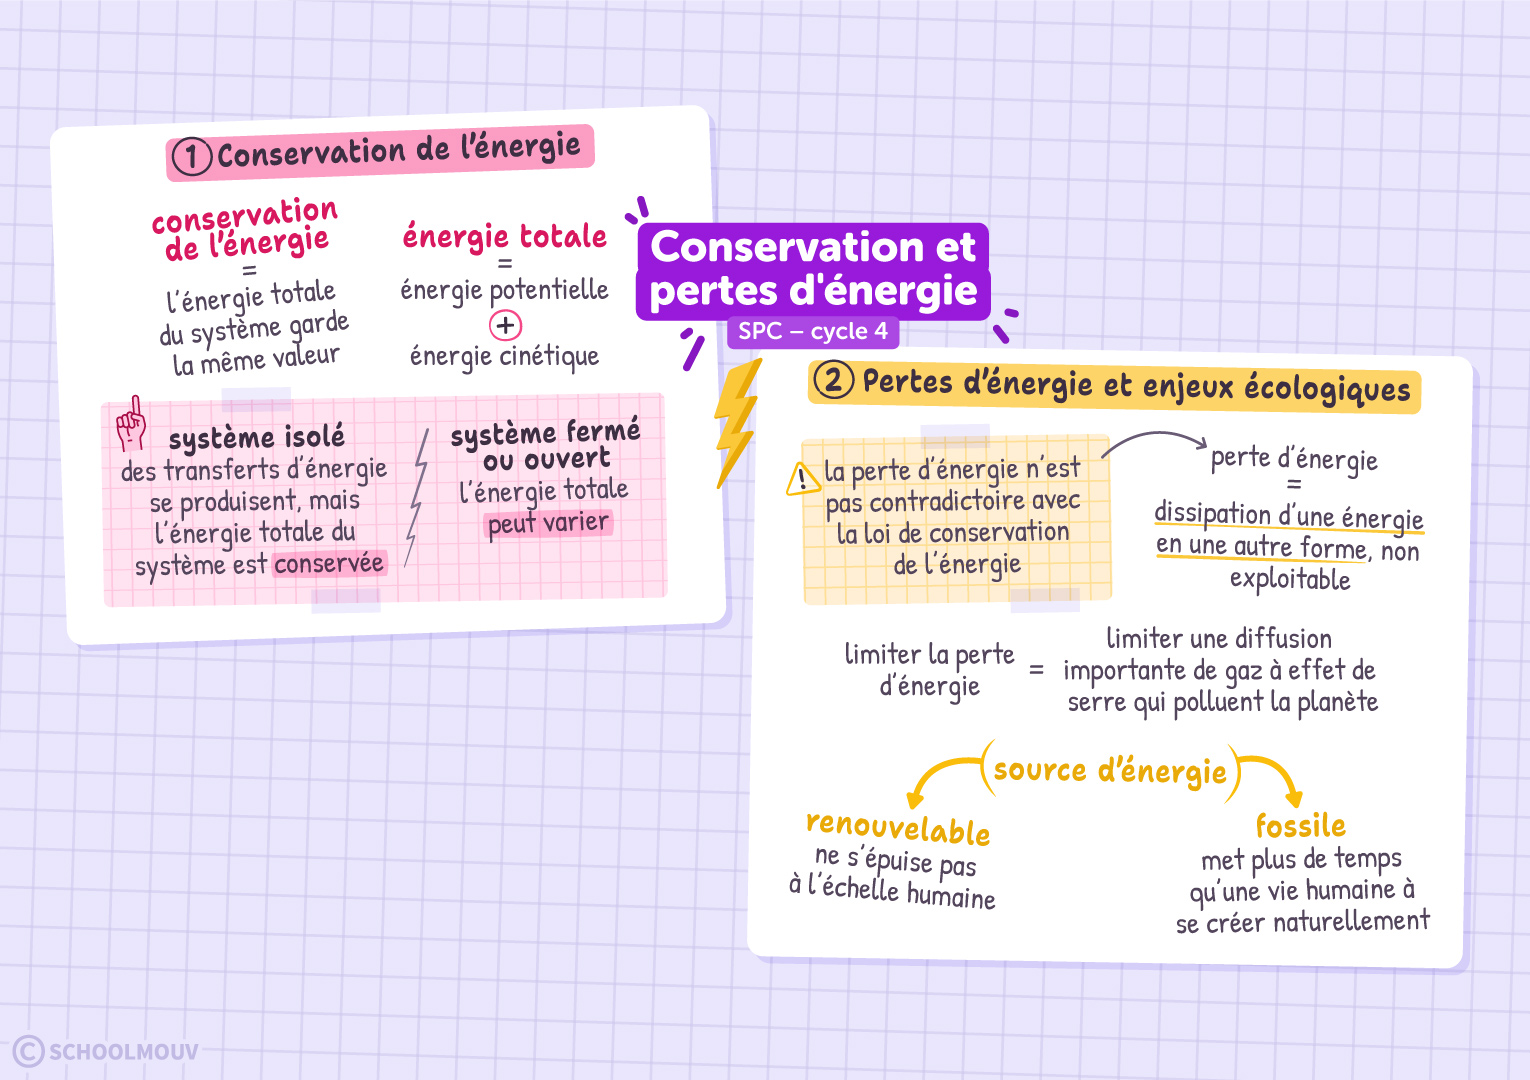 Conservation et
pertes d'énergie
SPC – cycle 4
1 Conservation de l'énergie
conservation
de l'énergie
=
l'énergie totale
du système garde
la même valeur
énergie totale
=
énergie potentielle
+
énergie cinétique
système isolé
des transferts d'énergie
se produisent, mais
l'énergie totale du
système est conservée
système fermé
ou ouvert
l'énergie totale
peut varier
2 Pertes d'énergie et enjeux écologiques
! la perte d'énergie n'est
pas contradictoire avec
la loi de conservation
de l'énergie
perte d'énergie
=
dissipation d'une énergie
en une autre forme, non
exploitable
limiter la perte
d'énergie
=
limiter une diffusion
importante de gaz à effet de
serre qui polluent la planète
source d'énergie
renouvelable
ne s'épuise pas
à l'échelle humaine
fossile
met plus de temps
qu'une vie humaine à
se créer naturellement
© SCHOOLMOUV